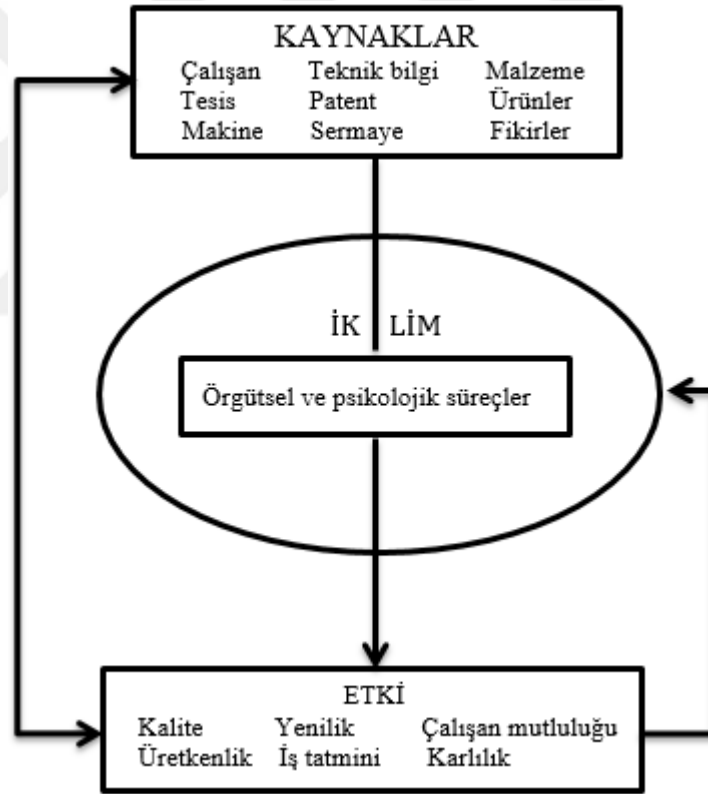 KAYNAKLAR
Çalışan Teknik bilgi Malzeme
Tesis Patent Ürünler
Makine Sermaye Fikirler
İK LİM
Örgütsel ve psikolojik süreçler
ETKİ
Kalite Yenilik Çalışan mutluluğu
Üretkenlik İş tatmini Karlılık